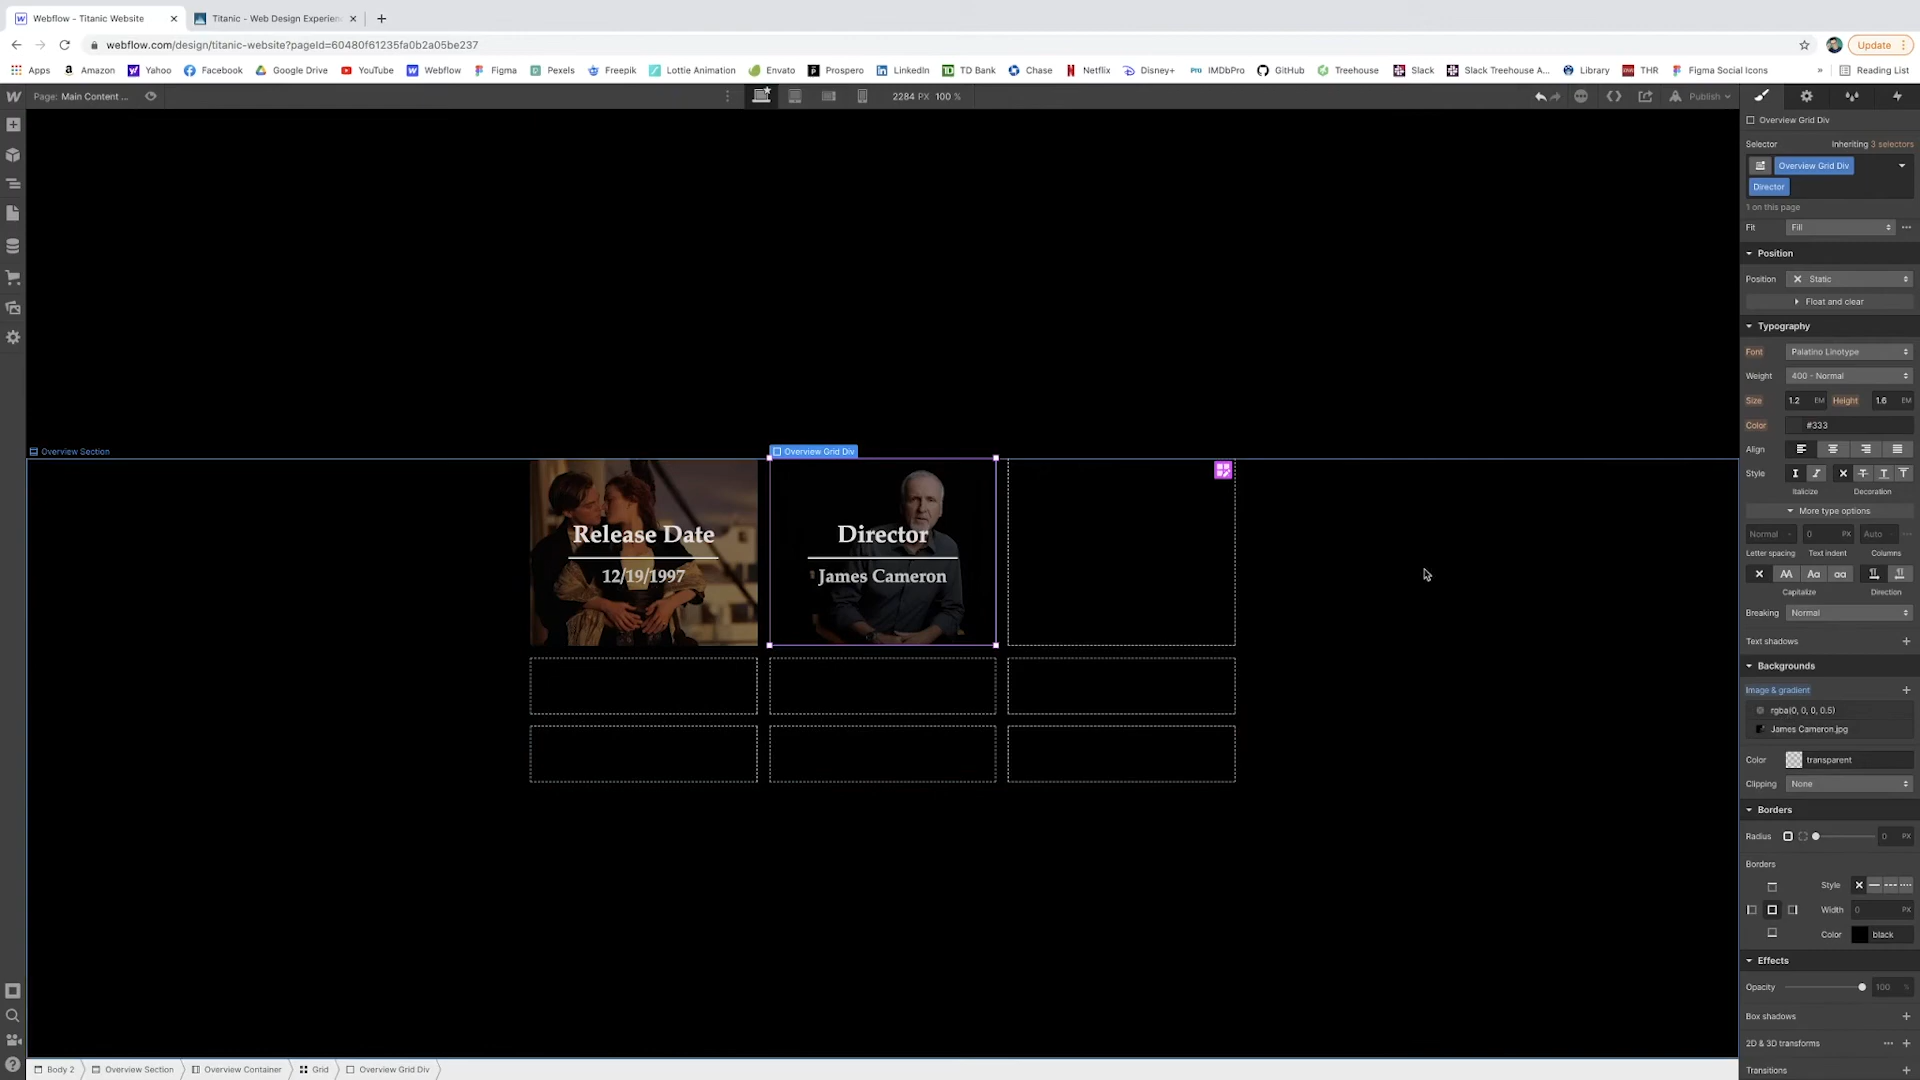 Webflow - Titanic Website
Titanic - Web Design Experien
webflow.com/design/titanic-website?pageId=60480f61235fa0b2a05be237
Update
Apps
Amazon
Yahoo
Facebook
Google Drive
YouTube
Webflow
Figma
Pexels
Freepik
Lottie Animation
Envato
Prospero
LinkedIn
TD Bank
Chase
Netflix
Disney+
IMDbPro
GitHub
Treehouse
Slack
Slack Treehouse A...
Library
THR
Figma Social Icons
»
Reading List
Page: Main Content ...
2284 PX 100 %
Publish
Overview Grid Div
Selector
Inheriting 3 selectors
Overview Grid Div
Director
1 on this page
Fit
Fill
Position
Position
Static
Float and clear
Typography
Font
Palatino Linotype
Weight
400 - Normal
Size
1.2 EM
Height
1.6 EM
Color
#333
Align
Style
Italicize
Decoration
More type options
Normal
0 PX
Auto
Letter spacing
Text indent
Columns
AA
Aa
aa
Capitalize
Direction
Breaking
Normal
Text shadows
Backgrounds
Image & gradient
rgba(0, 0, 0, 0.5)
James Cameron.jpg
Color
transparent
Clipping
None
Borders
Radius
0 PX
Borders
Style
Width
0 PX
Color
black
Effects
Opacity
100 %
Box shadows
2D & 3D transforms
Transitions
Overview Section
Overview Grid Div
Release Date
12/19/1997
Director
James Cameron
Body 2
Overview Section
Overview Container
Grid
Overview Grid Div